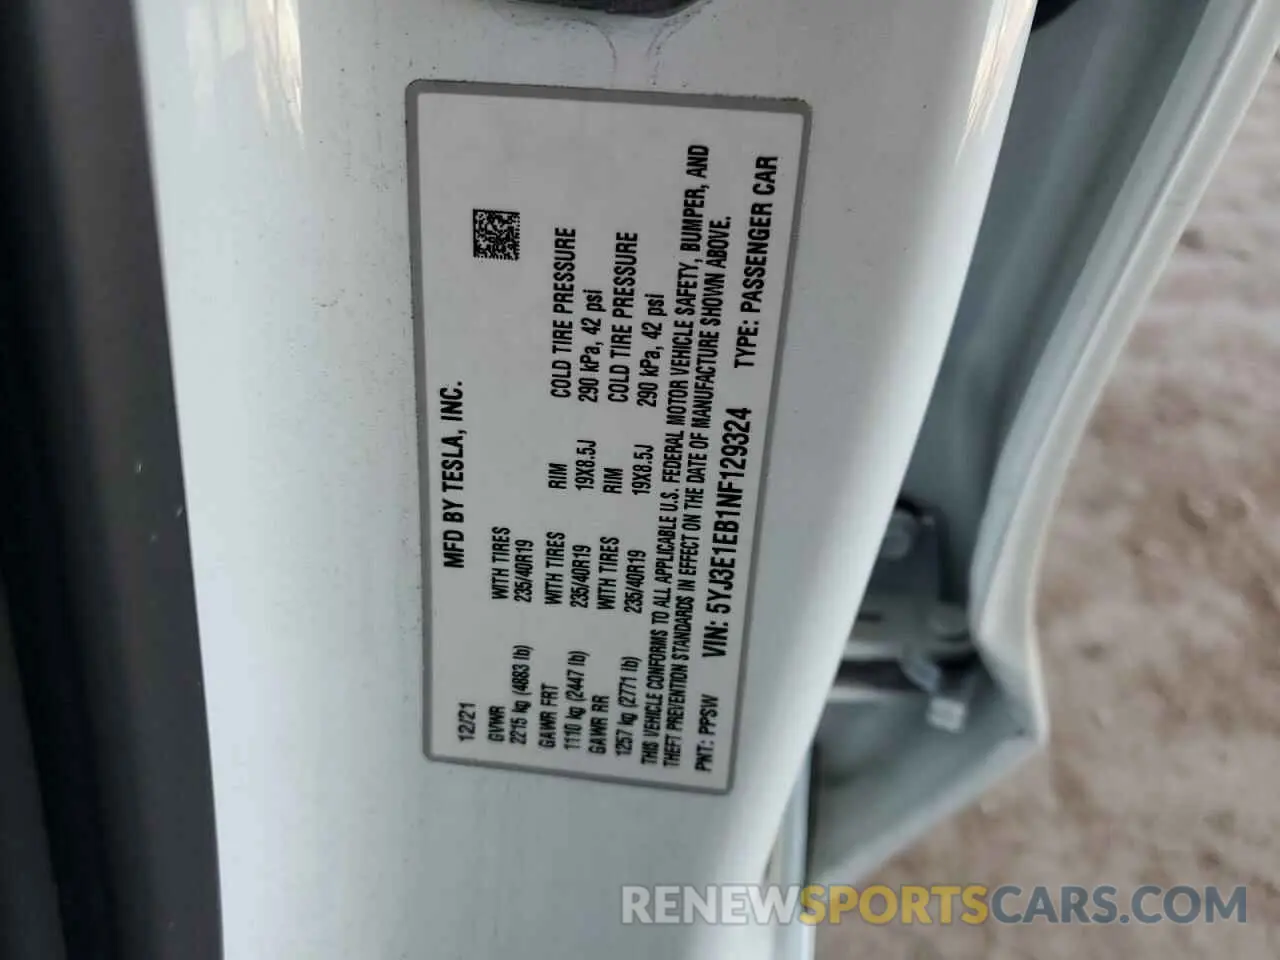 MFD BY TESLA, INC.
12/21
GVWR WITH TIRES
2215 kg (4883 lb) 235/40R19
GAWR FRT WITH TIRES RIM COLD TIRE PRESSURE
1110 kg (2447 lb) 235/40R19 19X8.5J 290 kPa, 42 psi
GAWR RR WITH TIRES RIM COLD TIRE PRESSURE
1257 kg (2771 lb) 235/40R19 19X8.5J 290 kPa, 42 psi
THIS VEHICLE CONFORMS TO ALL APPLICABLE U.S. FEDERAL MOTOR VEHICLE SAFETY, BUMPER, AND
THEFT PREVENTION STANDARDS IN EFFECT ON THE DATE OF MANUFACTURE SHOWN ABOVE.
PNT: PPSW VIN: 5YJ3E1EB1NF129324 TYPE: PASSENGER CAR
RENEWSPORTSCARS.COM